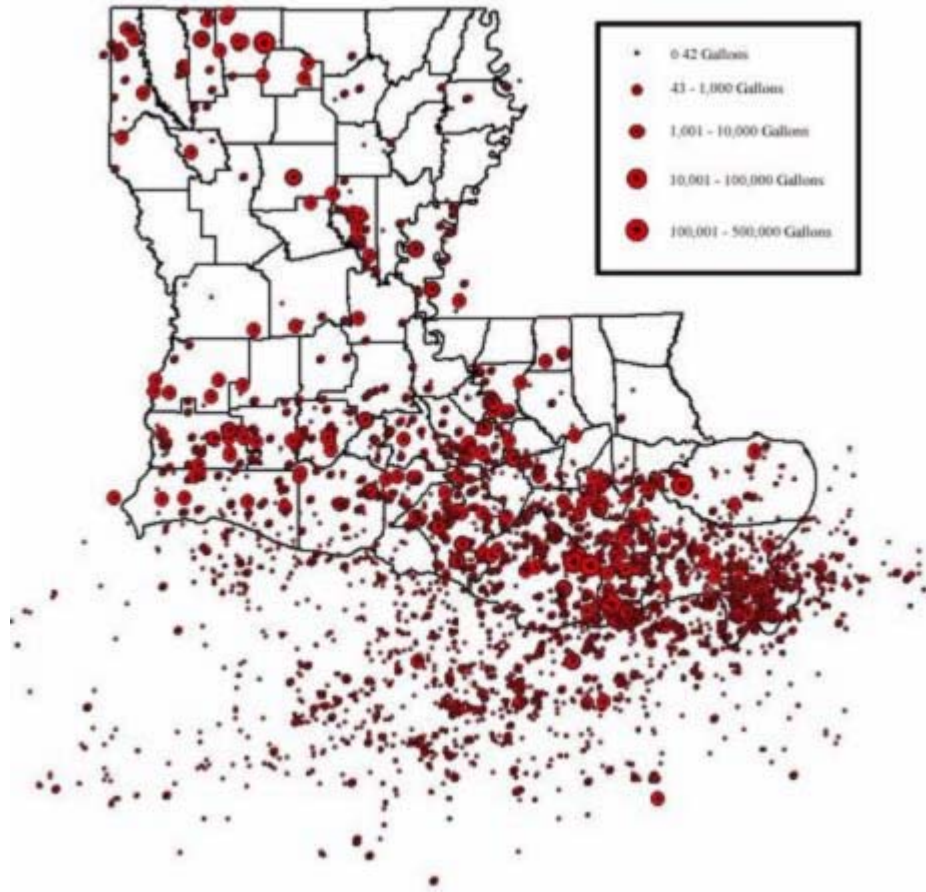 0-42 Gallons
43 - 1,000 Gallons
1,001 - 10,000 Gallons
10,001 - 100,000 Gallons
100,001 - 500,000 Gallons